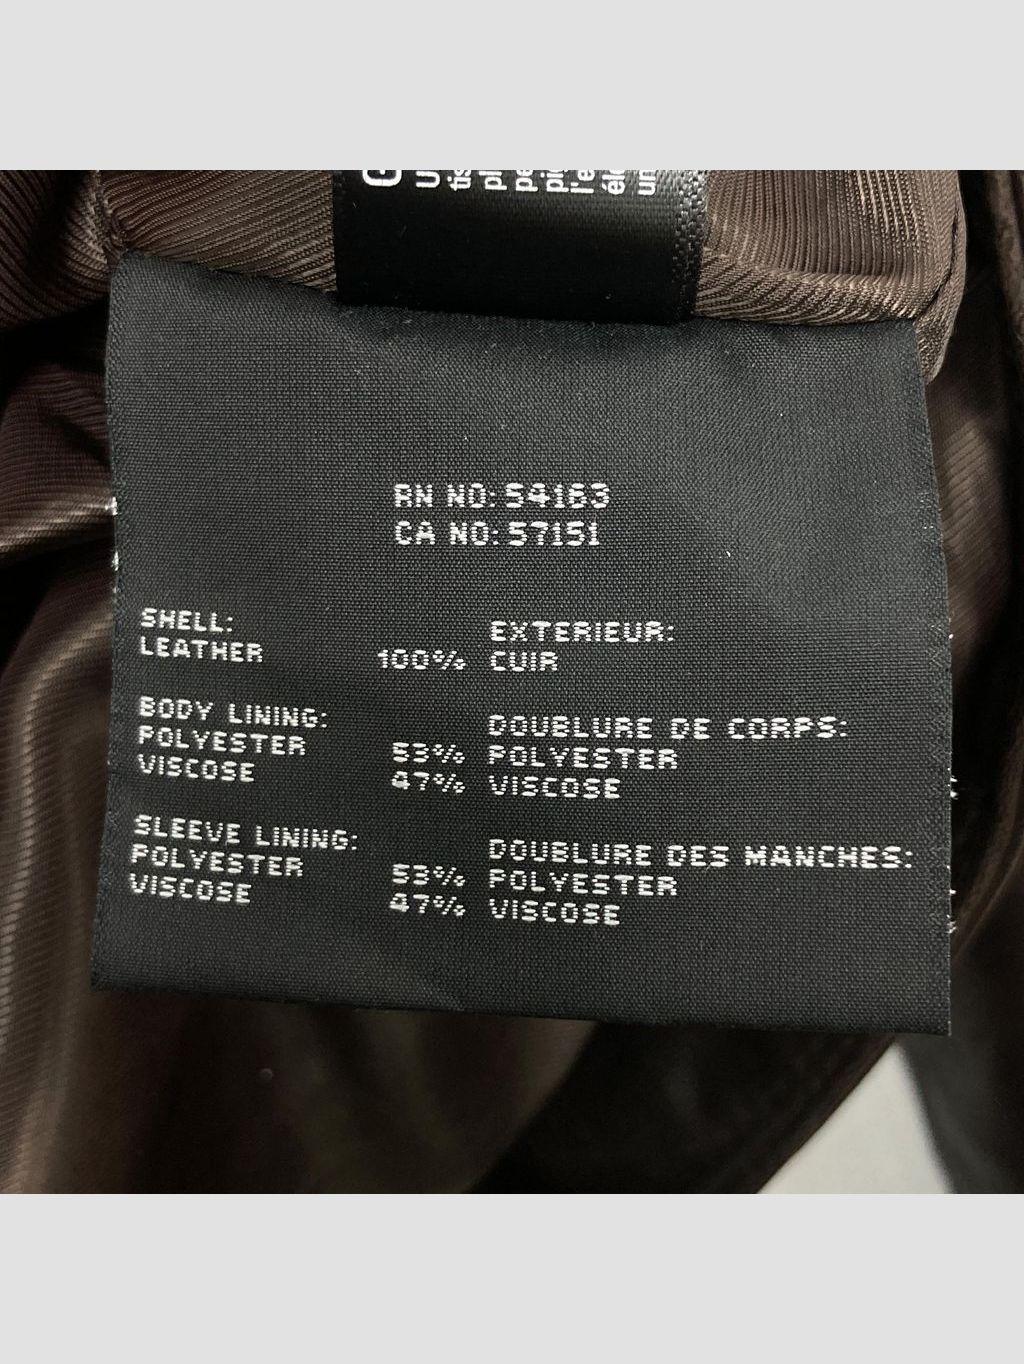 RN NO: 54163
CA NO: 57151
SHELL:
LEATHER 100%
EXTERIEUR:
CUIR
BODY LINING:
POLYESTER 53%
VISCOSE 47%
DOUBLURE DE CORPS:
POLYESTER
VISCOSE
SLEEVE LINING:
POLYESTER 53%
VISCOSE 47%
DOUBLURE DES MANCHES:
POLYESTER
VISCOSE